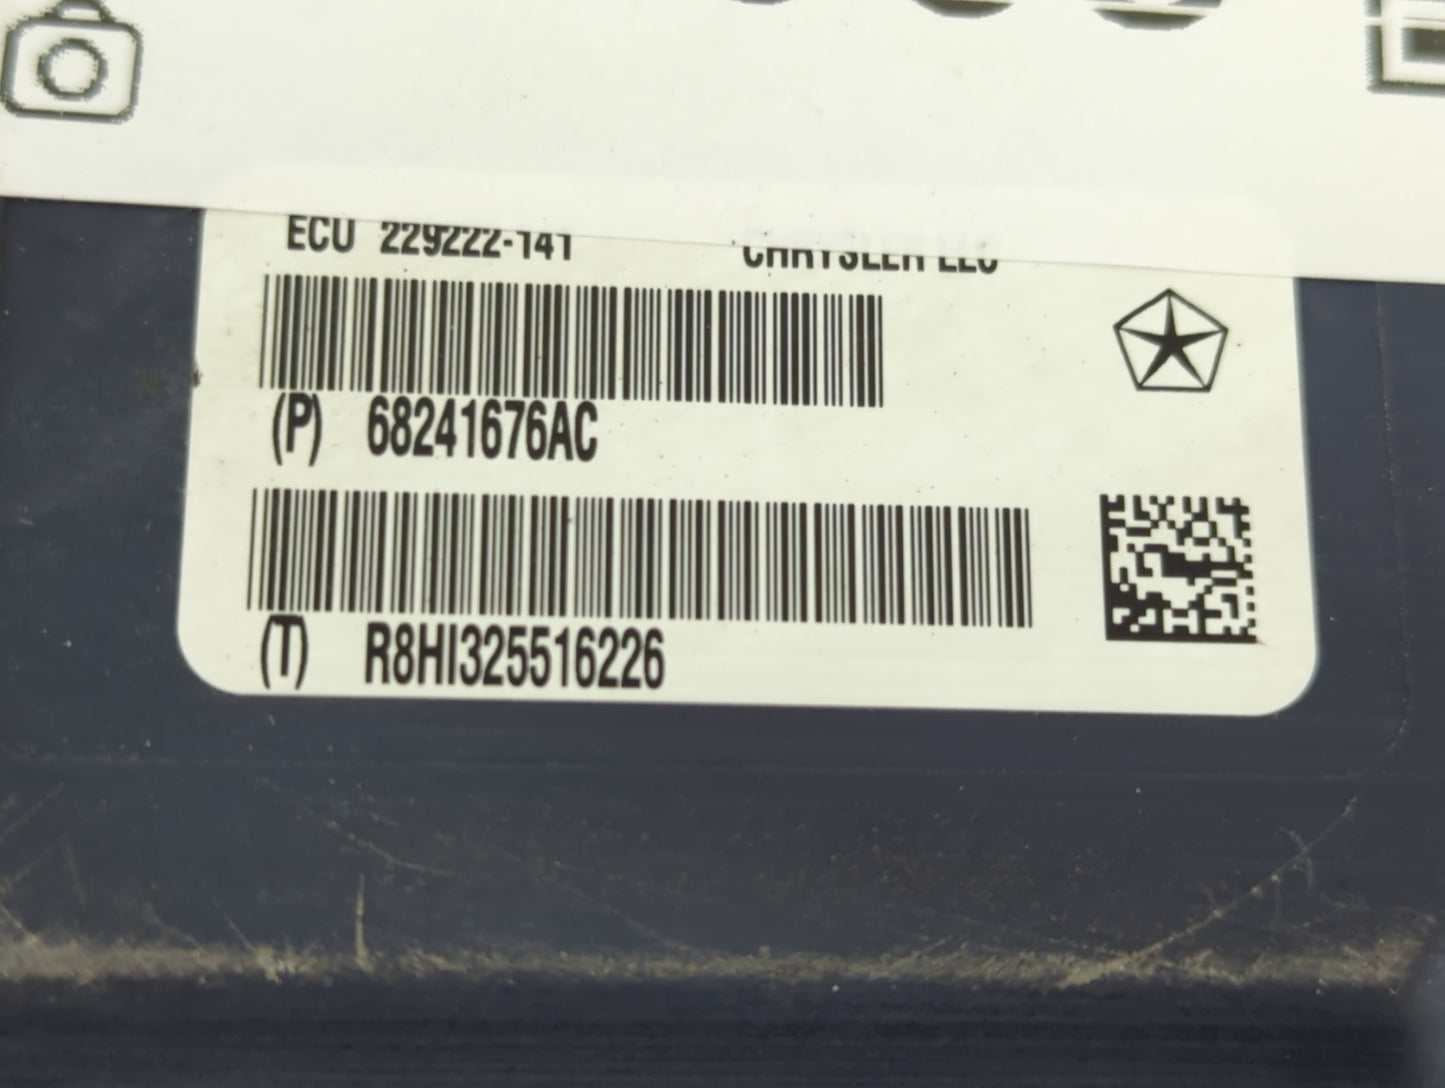 ECU 229222-141 CHRYSLER LLC
(P) 68241676AC
(T) R8HI325516226